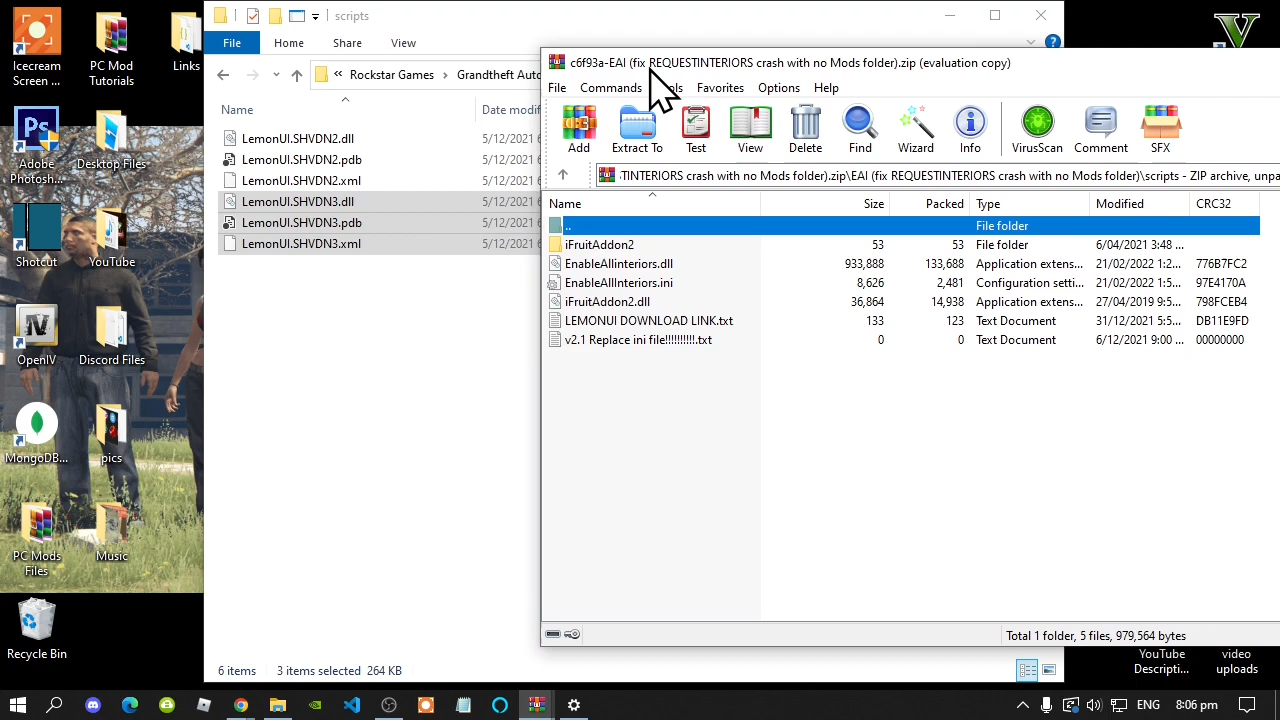 Icecream
Screen ...
PC Mod
Tutorials
Links
Adobe
Photosh...
Desktop Files
Shotcut
YouTube
OpenIV
Discord Files
MongoDB...
pics
PC Mods
Files
Music
Recycle Bin
scripts
File Home Share View
Rockstar Games Grandtheft Auto
Name Date modifi
LemonUI.SHVDN2.dll 5/12/2021 6
LemonUI.SHVDN2.pdb 5/12/2021 6
LemonUI.SHVDN2.xml 5/12/2021 6
LemonUI.SHVDN3.dll 5/12/2021 6
LemonUI.SHVDN3.pdb 5/12/2021 6
LemonUI.SHVDN3.xml 5/12/2021 6
6 items 3 items selected 264 KB
c6f93a-EAI (fix REQUESTINTERIORS crash with no Mods folder).zip (evaluation copy)
File Commands Favorites Options Help
Add Extract To Test View Delete Find Wizard Info VirusScan Comment SFX
TINTERIORS crash with no Mods folder).zip\EAI (fix REQUESTINTERIORS crash with no Mods folder)\scripts - ZIP archive, unpa
Name Size Packed Type Modified CRC32
.. File folder
iFruitAddon2 53 53 File folder 6/04/2021 3:48 ...
EnableAllinteriors.dll 933,888 133,688 Application extens... 21/02/2022 1:2... 776B7FC2
EnableAllInteriors.ini 8,626 2,481 Configuration setti... 21/02/2022 1:2... 97E4170A
iFruitAddon2.dll 36,864 14,938 Application extens... 27/04/2019 9:5... 798FCEB4
LEMONUI DOWNLOAD LINK.txt 133 123 Text Document 31/12/2021 5:5... DB11E9FD
v2.1 Replace ini file!!!!!!!!!!.txt 0 0 Text Document 6/12/2021 9:00 ... 00000000
Total 1 folder, 5 files, 979,564 bytes
YouTube
Descripti...
video
uploads
ENG 8:06 pm